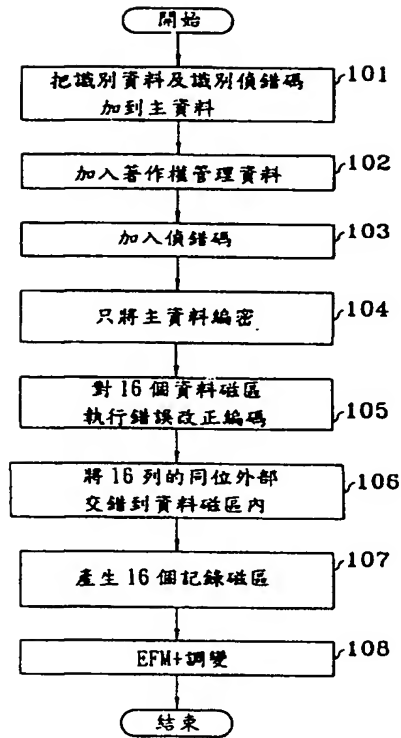 開始
把識別資料及識別偵錯碼
加到主資料
101
加入著作權管理資料
102
加入偵錯碼
103
只將主資料編密
104
對16個資料磁區
執行錯誤改正編碼
105
將16列的同位外部
交錯到資料磁區內
106
產生16個記錄磁區
107
EFM+調變
108
結束